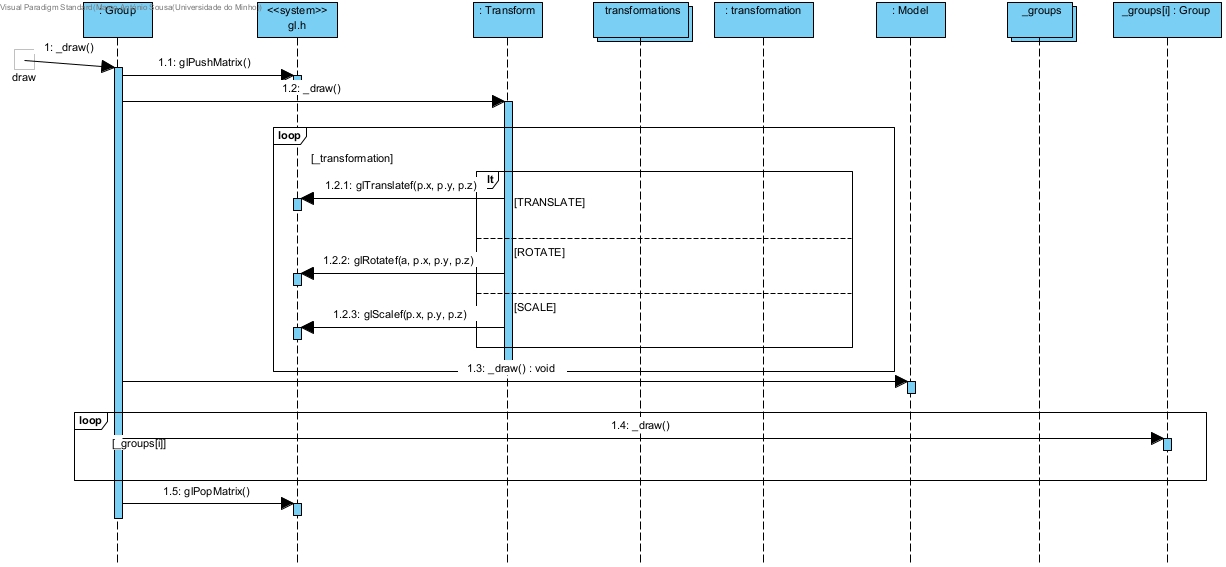 Visual Paradigm Standard(Marco António Sousa(Universidade do Minho))
: Group
<<system>>
gl.h
: Transform
transformations
: transformation
: Model
_groups
_groups[i] : Group
1: _draw()
draw
1.1: glPushMatrix()
1.2: _draw()
loop
[_transformation]
lt
1.2.1: glTranslatef(p.x, p.y, p.z)
[TRANSLATE]
[ROTATE]
1.2.2: glRotatef(a, p.x, p.y, p.z)
[SCALE]
1.2.3: glScalef(p.x, p.y, p.z)
1.3: _draw() : void
loop
1.4: _draw()
[_groups[i]]
1.5: glPopMatrix()